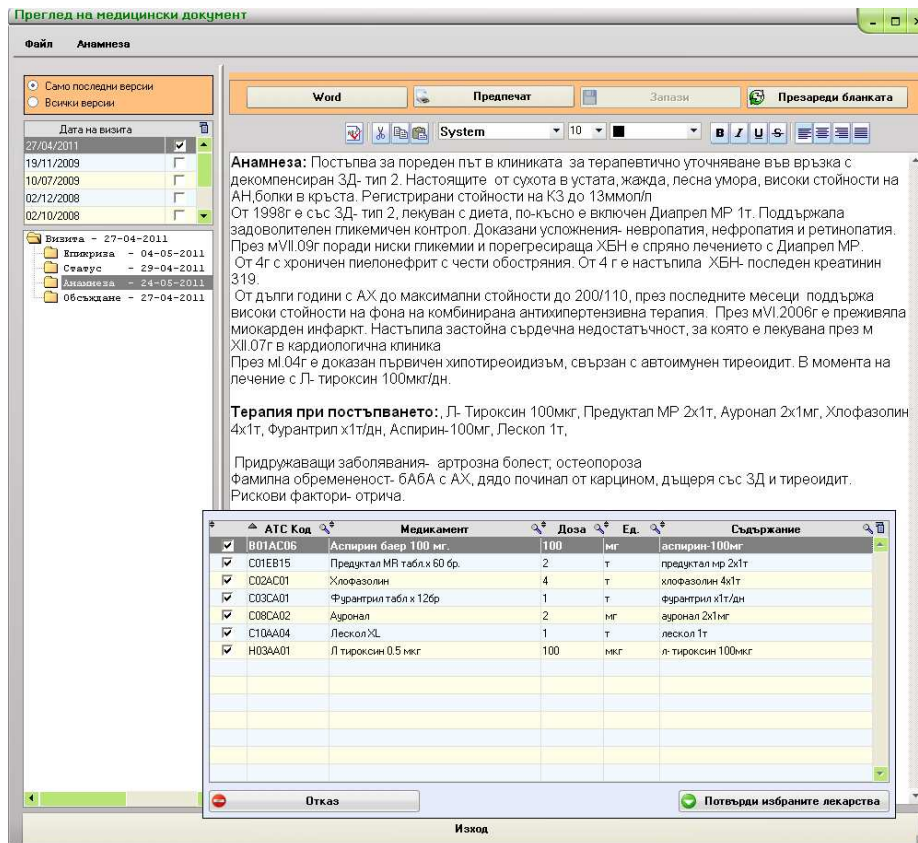 Преглед на медицински документ
Файл Анамнеза
Само последни версии
Всички версии
Word Предпечат Запази Презареди бланката
Дата на визита
27/04/2011
19/11/2009
10/07/2009
02/12/2008
02/10/2008
System 10 B I U S
Визита - 27-04-2011
Епикриза - 04-05-2011
Статус - 29-04-2011
Анамнеза - 24-05-2011
Обсъждане - 27-04-2011
Анамнеза: Постъпва за пореден път в клиниката за терапевтично уточняване във връзка с
декомпенсиран ЗД- тип 2. Настоящите от сухота в устата, жажда, лесна умора, високи стойности на
АН,болки в кръста. Регистрирани стойности на КЗ до 13ммол/л
От 1998г е със ЗД- тип 2, лекуван с диета, по-късно е включен Диапрел МР 1т. Поддържала
задоволителен гликемичен контрол. Доказани усложнения- невропатия, нефропатия и ретинопатия.
През мVII.09г поради ниски гликемии и порегресираща ХБН е спряно лечението с Диапрел МР.
От 4г с хроничен пиелонефрит с чести обостряния. От 4 г е настъпила ХБН- последен креатинин
319.
От дълги години с АХ до максимални стойности до 200/110, през последните месеци поддържа
високи стойности на фона на комбинирана антихипертензивна терапия. През мVI.2006г е преживяла
миокарден инфаркт. Настъпила застойна сърдечна недостатъчност, за която е лекувана през м
XII.07г в кардиологична клиника
През мI.04г е доказан първичен хипотиреоидизъм, свързан с автоимунен тиреоидит. В момента на
лечение с Л- тироксин 100мкг/дн.
Терапия при постъпването:, Л- Тироксин 100мкг, Предуктал МР 2х1т, Ауронал 2х1мг, Хлофазолин
4х1т, Фурантрил х1т/дн, Аспирин-100мг, Лескол 1т,
Придружаващи заболявания- артрозна болест; остеопороза
Фамилна обремененост- бАбА с АХ, дядо починал от карцином, дъщеря със ЗД и тиреоидит.
Рискови фактори- отрича.
АТС Код Медикамент Доза Ед. Съдържание
B01AC06 Аспирин баер 100 мг. 100 мг аспирин-100мг
C01EB15 Предуктал MR табл.х 60 бр. 2 т предуктал мр 2х1т
C02AC01 Хлофазолин 4 т хлофазолин 4х1т
C03CA01 Фурантрил табл х 12бр 1 т фурантрил х1т/дн
C08CA02 Ауронал 2 мг ауронал 2х1мг
C10AA04 Лескол XL 1 т лескол 1т
H03AA01 Л тироксин 0.5 мкг 100 мкг л- тироксин 100мкг
Отказ Потвърди избраните лекарства
Изход